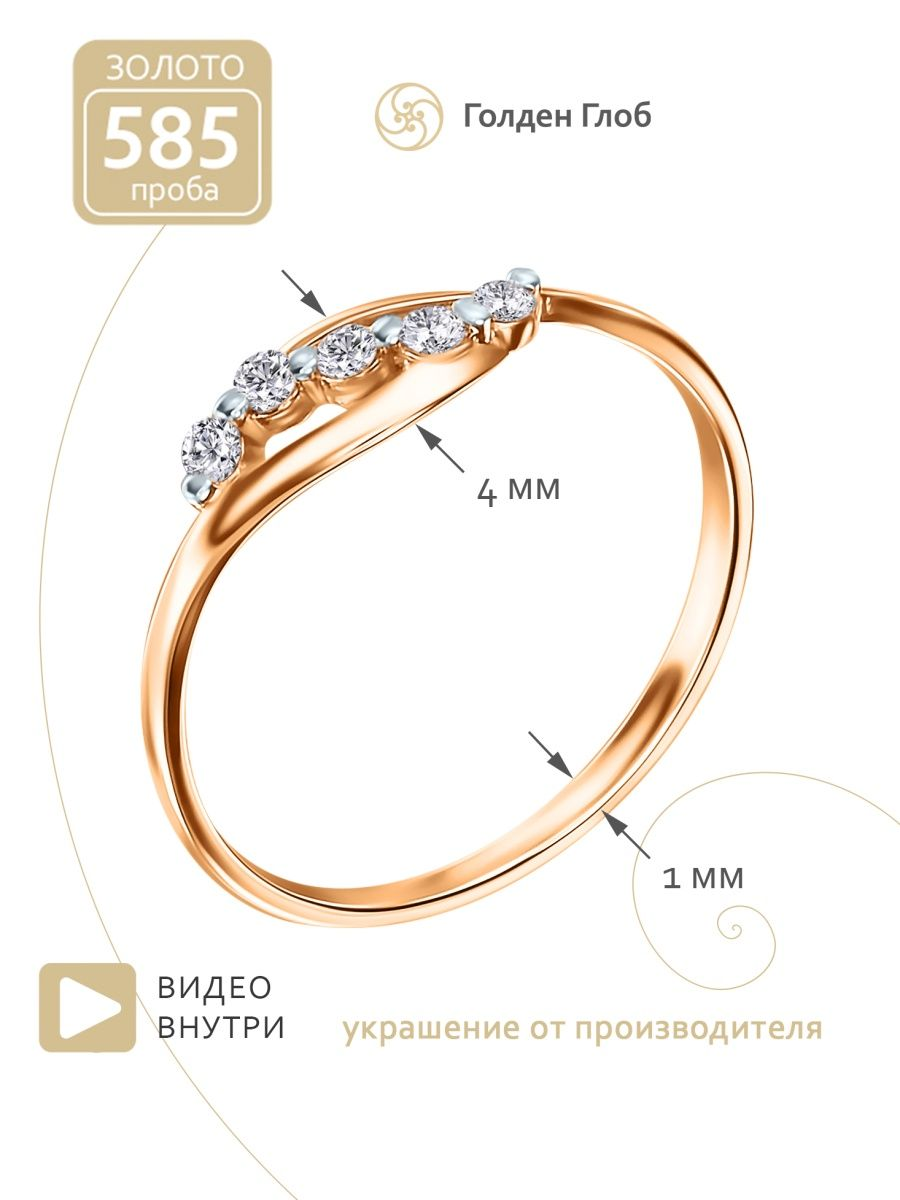 ЗОЛОТО
585
проба
Голден Глоб
4 мм
1 мм
ВИДЕО
ВНУТРИ
украшение от производителя